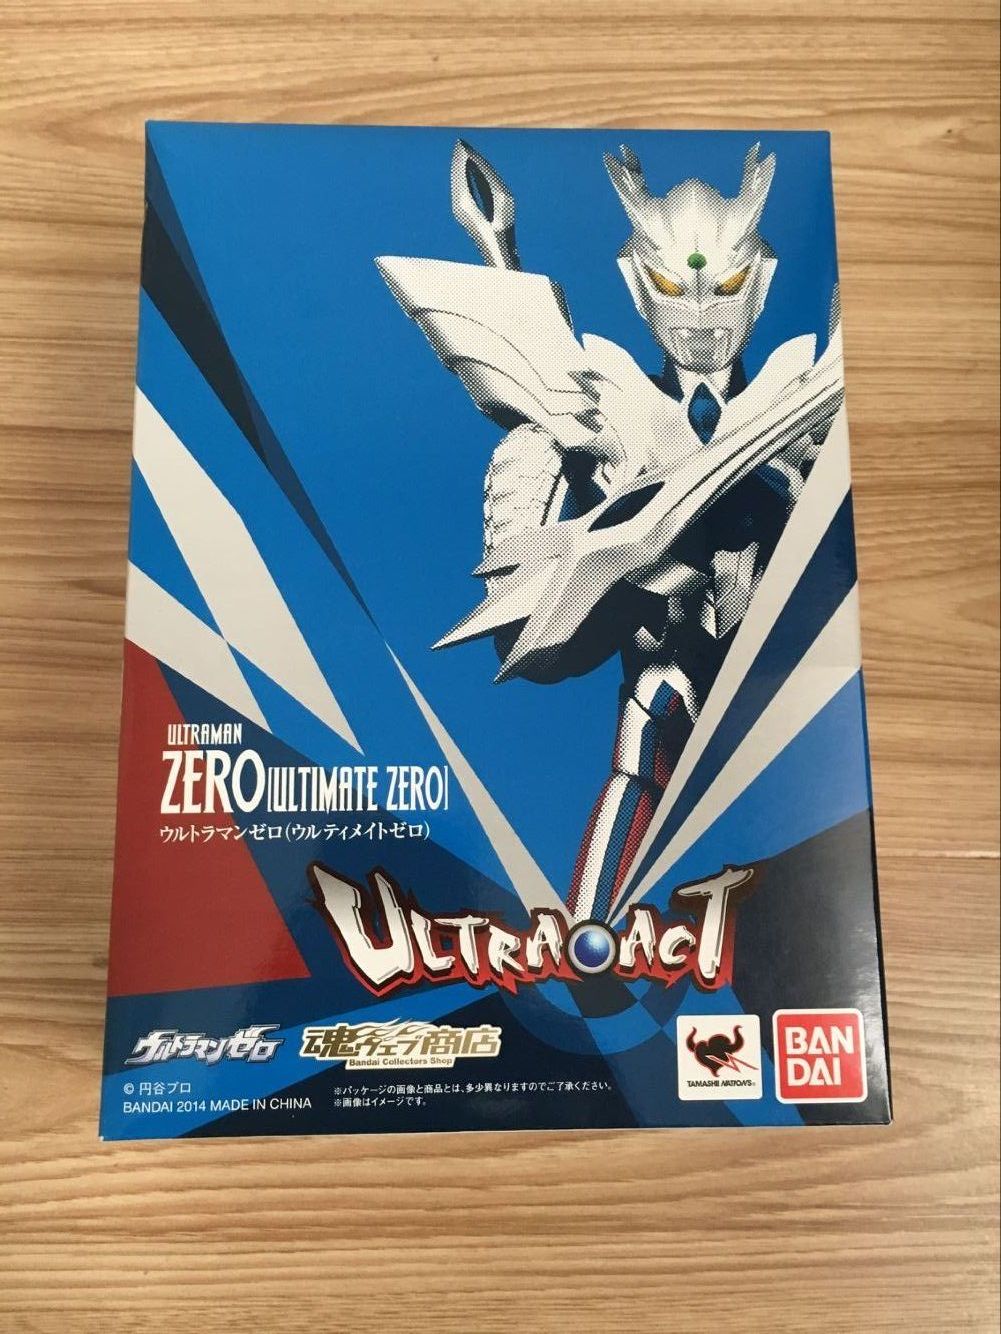 ULTRAMAN
ZERO[ULTIMATE ZERO]
ウルトラマンゼロ(ウルティメイトゼロ)
ULTRA ACT
ウルトラマンゼロ
魂ウェブ商店
Bandai Collectors Shop
© 円谷プロ
BANDAI 2014 MADE IN CHINA
※パッケージの画像と商品とは、多少異なりますのでご了承ください。
※画像はイメージです。
TAMASHII NATIONS®
BAN
DAI